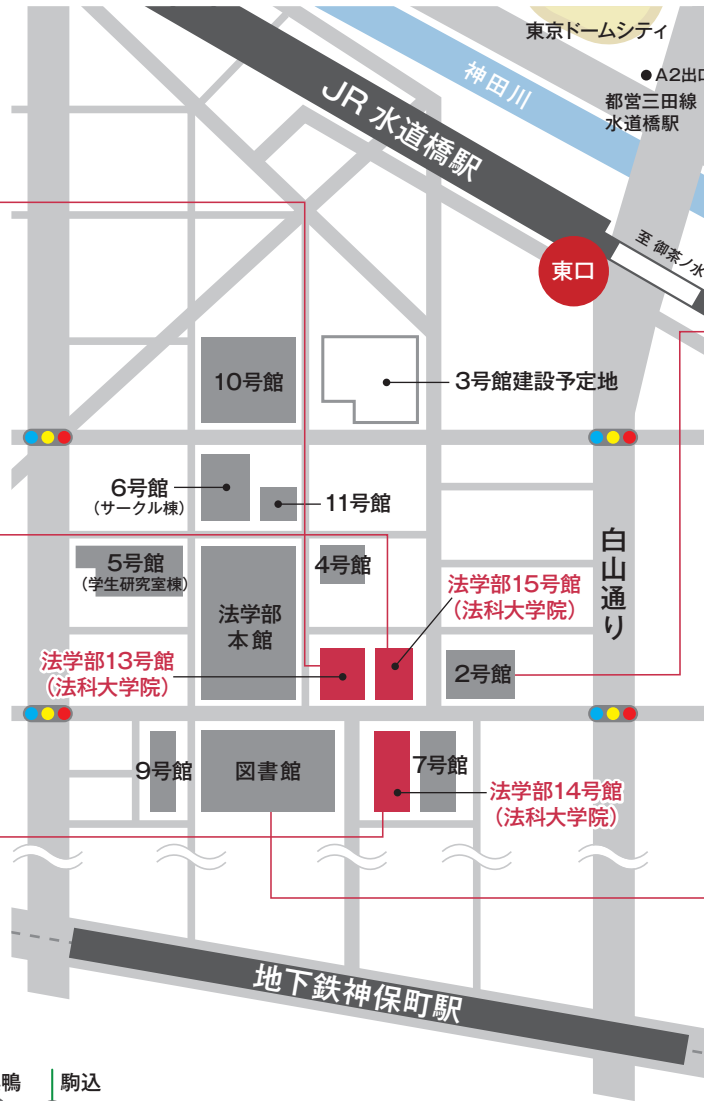 東京ドームシティ
神田川
A2出口
都営三田線
水道橋駅
JR 水道橋駅
至 御茶ノ水
東口
10号館
3号館建設予定地
6号館
(サークル棟)
11号館
5号館
(学生研究室棟)
4号館
白山通り
法学部
本館
法学部15号館
(法科大学院)
法学部13号館
(法科大学院)
2号館
9号館
図書館
7号館
法学部14号館
(法科大学院)
地下鉄神保町駅
鴨
駒込